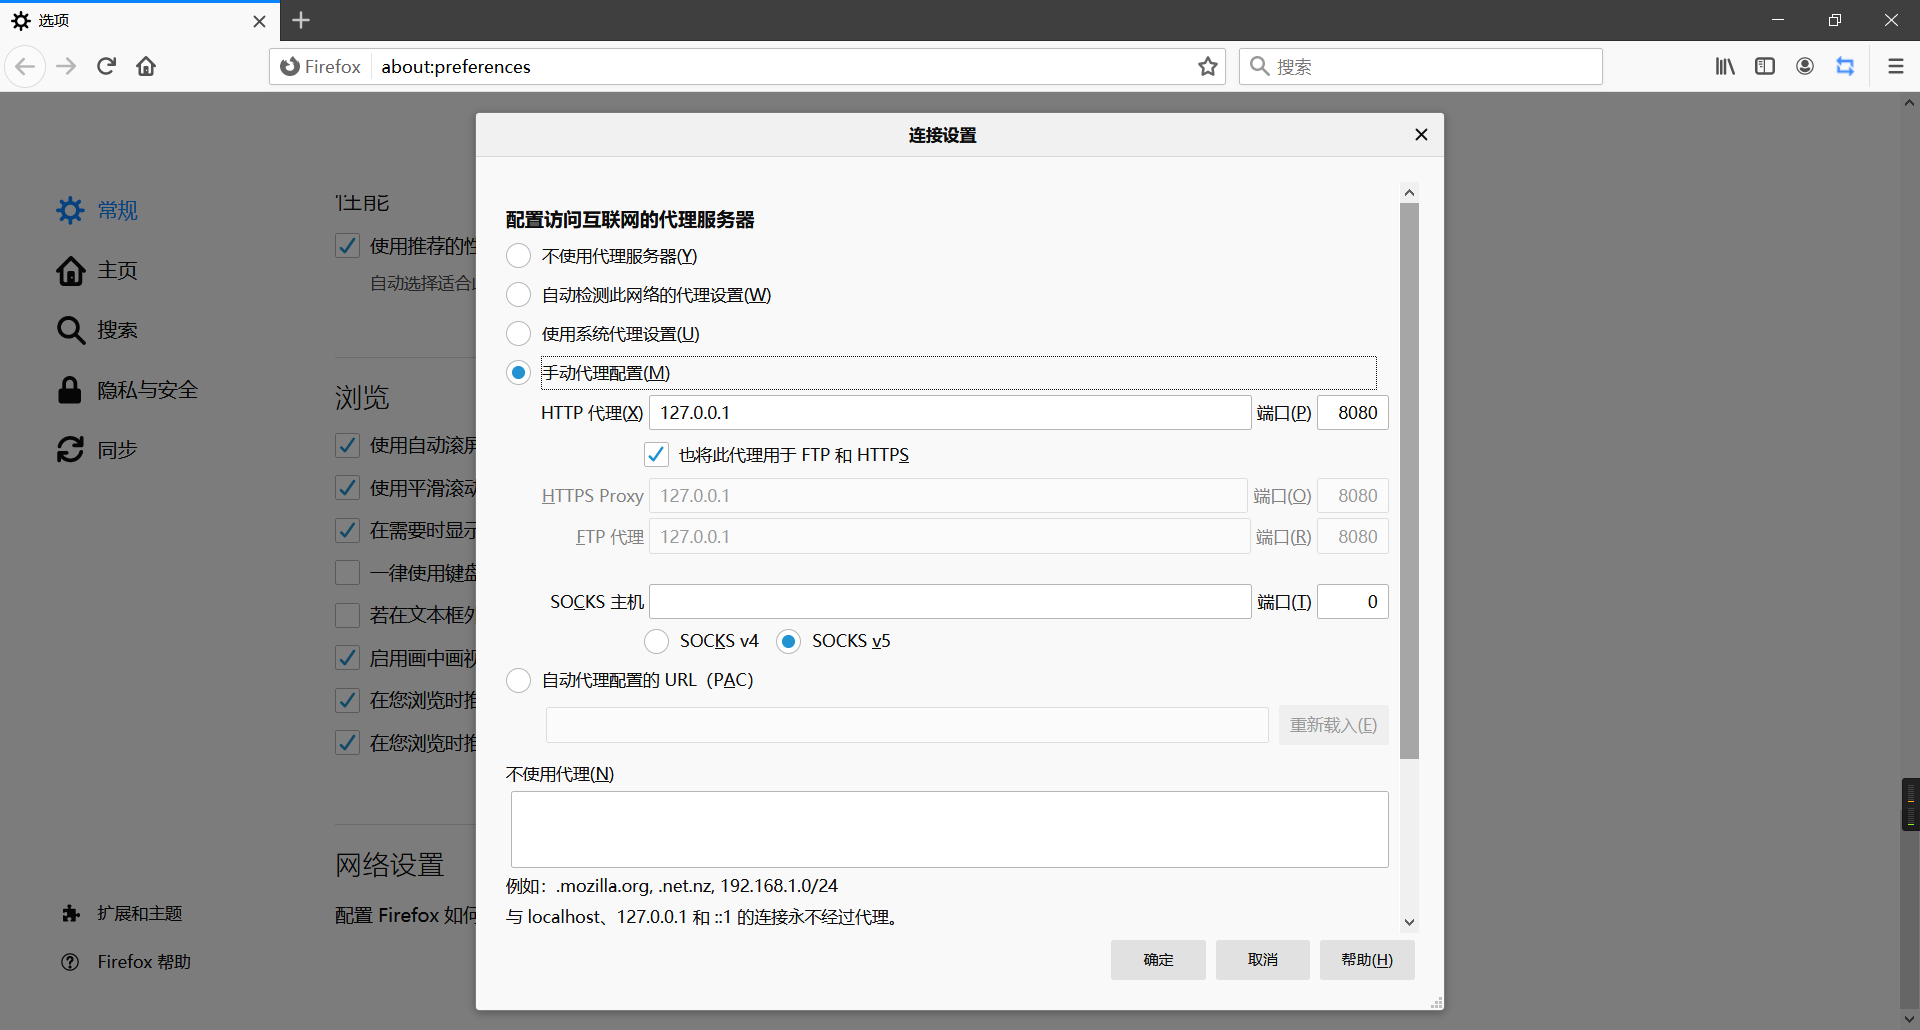 选项
Firefox about:preferences
搜索
连接设置
常规
主页
搜索
隐私与安全
同步
扩展和主题
Firefox 帮助
性能
使用推荐的性
自动选择适合
浏览
使用自动滚屏
使用平滑滚动
在需要时显示
一律使用键盘
若在文本框外
启用画中画视
在您浏览时推
在您浏览时推
网络设置
配置 Firefox 如何
配置访问互联网的代理服务器
不使用代理服务器(Y)
自动检测此网络的代理设置(W)
使用系统代理设置(U)
手动代理配置(M)
HTTP 代理(X) 127.0.0.1 端口(P) 8080
也将此代理用于 FTP 和 HTTPS
HTTPS Proxy 127.0.0.1 端口(O) 8080
FTP 代理 127.0.0.1 端口(R) 8080
SOCKS 主机 端口(T) 0
SOCKS v4 SOCKS v5
自动代理配置的 URL（PAC）
重新载入(E)
不使用代理(N)
例如：.mozilla.org, .net.nz, 192.168.1.0/24
与 localhost、127.0.0.1 和 ::1 的连接永不经过代理。
确定 取消 帮助(H)